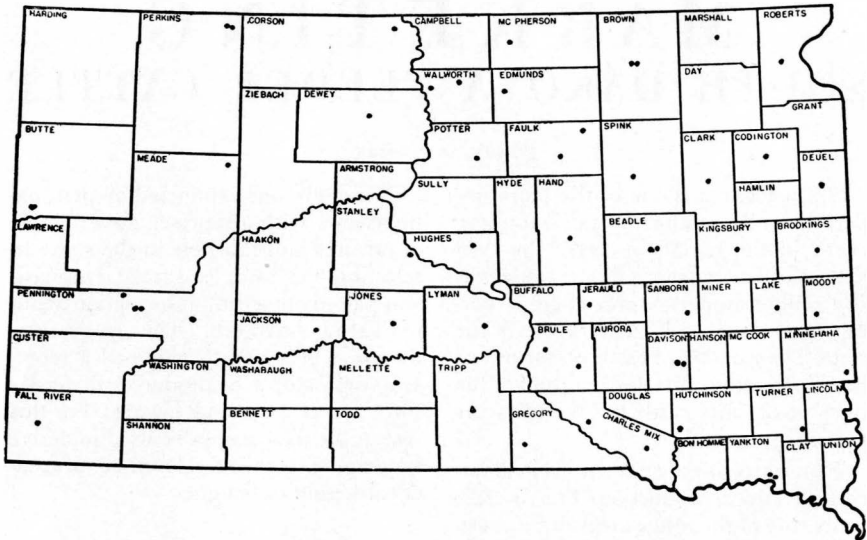 HARDING
PERKINS
CORSON
CAMPBELL
MC PHERSON
BROWN
MARSHALL
ROBERTS
WALWORTH
EDMUNDS
DAY
ZIEBACH
DEWEY
GRANT
BUTTE
POTTER
FAULK
SPINK
CLARK
CODINGTON
DEUEL
MEADE
ARMSTRONG
SULLY
HYDE
HAND
HAMLIN
STANLEY
LAWRENCE
HAAKON
HUGHES
BEADLE
KINGSBURY
BROOKINGS
PENNINGTON
JONES
LYMAN
BUFFALO
JERAULD
SANBORN
MINER
LAKE
MOODY
JACKSON
CUSTER
BRULE
AURORA
DAVISON
HANSON
MC COOK
MINNEHAHA
WASHINGTON
WASHABAUGH
MELLETTE
TRIPP
FALL RIVER
SHANNON
BENNETT
TODD
GREGORY
DOUGLAS
HUTCHINSON
TURNER
LINCOLN
CHARLES MIX
BON HOMME
YANKTON
CLAY
UNION